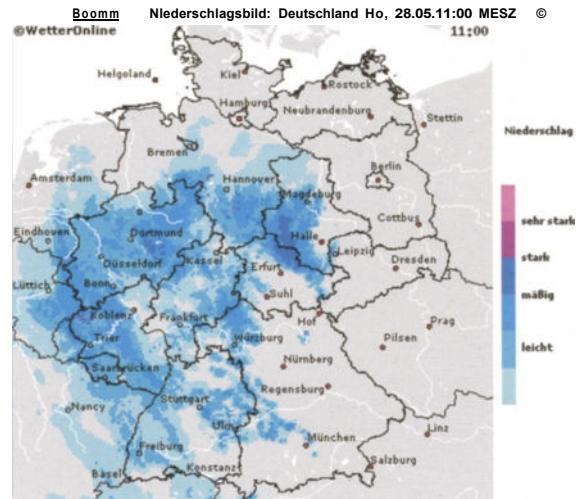 Boomm Niederschlagsbild: Deutschland Ho, 28.05.11:00 MESZ ©
©WetterOnline 11:00
Helgoland
Kiel
Rostock
Hamburg
Neubrandenburg
Stettin
Niederschlag
Bremen
Berlin
Amsterdam
Hannover
Magdeburg
sehr stark
Cottbus
Eindhoven
Dortmund
Halle
Leipzig
stark
Düsseldorf
Kassel
Erfurt
Dresden
Lüttich
Bonn
Suhl
mäßig
Koblenz
Frankfurt
Hof
Prag
Trier
Würzburg
Pilsen
leicht
Saarbrücken
Nürnberg
Nancy
Stuttgart
Regensburg
Ulm
Linz
Freiburg
München
Basel
Konstanz
Salzburg